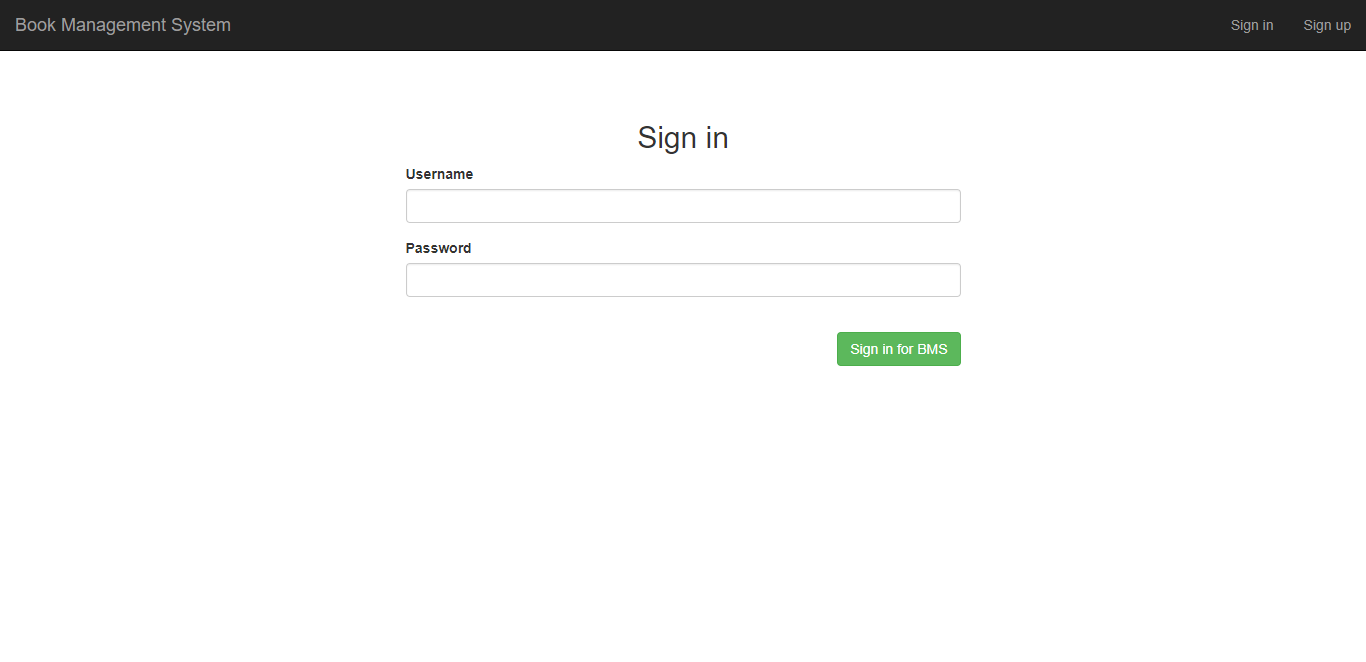 Book Management System
Sign in
Sign up
Sign in
Username
Password
Sign in for BMS